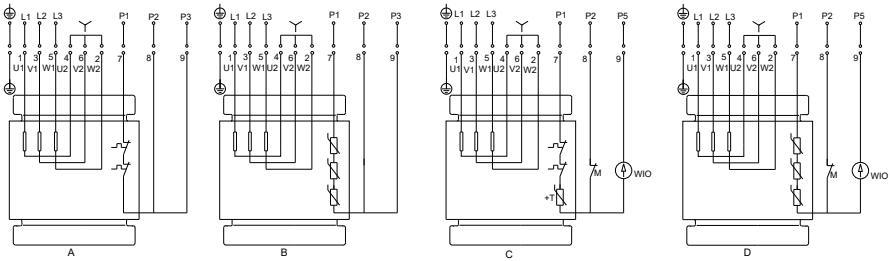 L1 L2 L3 P1 P2 P3
1 3 5 4 6 2 7 8 9
U1 V1 W1 U2 V2 W2
A
L1 L2 L3 P1 P2 P3
1 3 5 4 6 2 7 8 9
U1 V1 W1 U2 V2 W2
B
L1 L2 L3 P1 P2 P5
1 3 5 4 6 2 7 8 9
U1 V1 W1 U2 V2 W2
M WIO
+T
C
L1 L2 L3 P1 P2 P5
1 3 5 4 6 2 7 8 9
U1 V1 W1 U2 V2 W2
M WIO
D